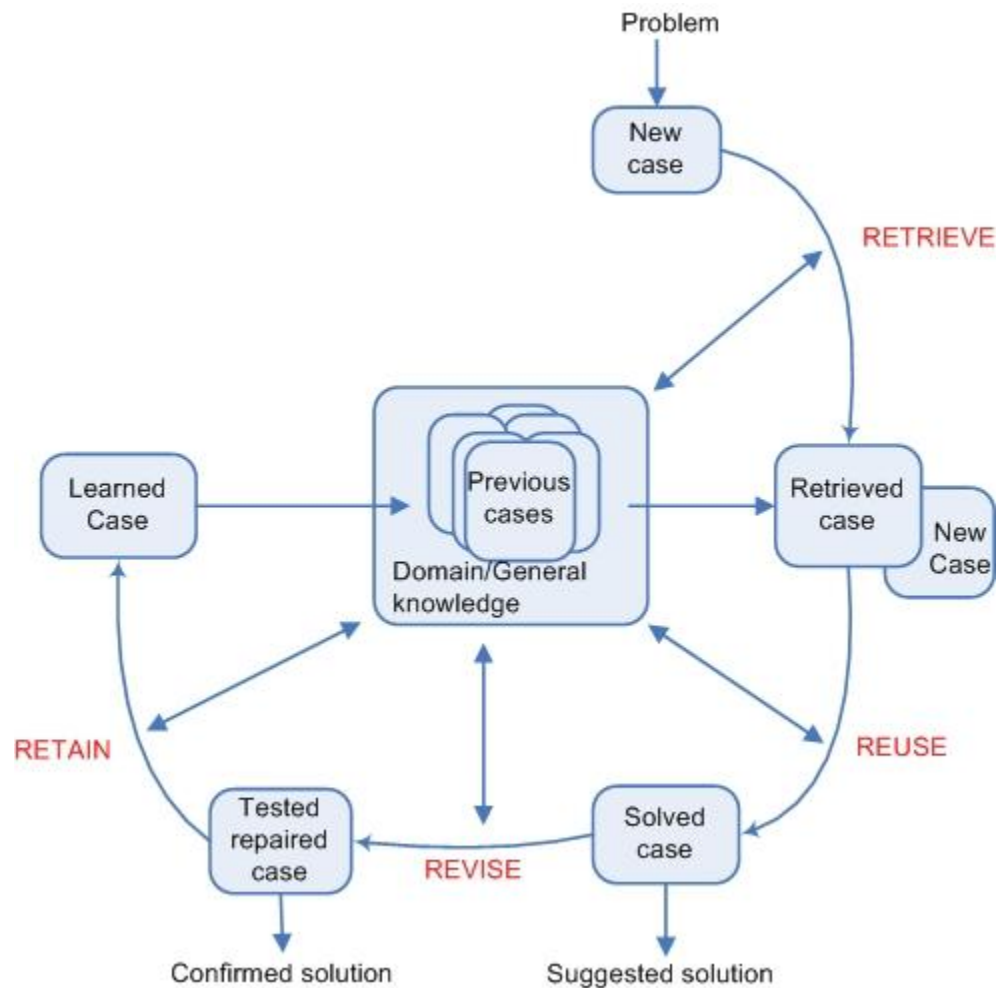 Problem
New
case
RETRIEVE
Previous
cases
Domain/General
knowledge
Learned
Case
Retrieved
case
New
Case
RETAIN
REUSE
Tested
repaired
case
REVISE
Solved
case
Confirmed solution
Suggested solution